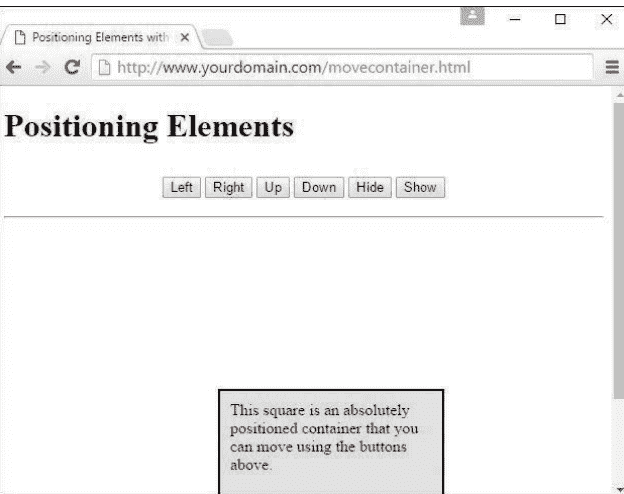 Positioning Elements with
http://www.yourdomain.com/movecontainer.html
Positioning Elements
Left Right Up Down Hide Show
This square is an absolutely
positioned container that you
can move using the buttons
above.